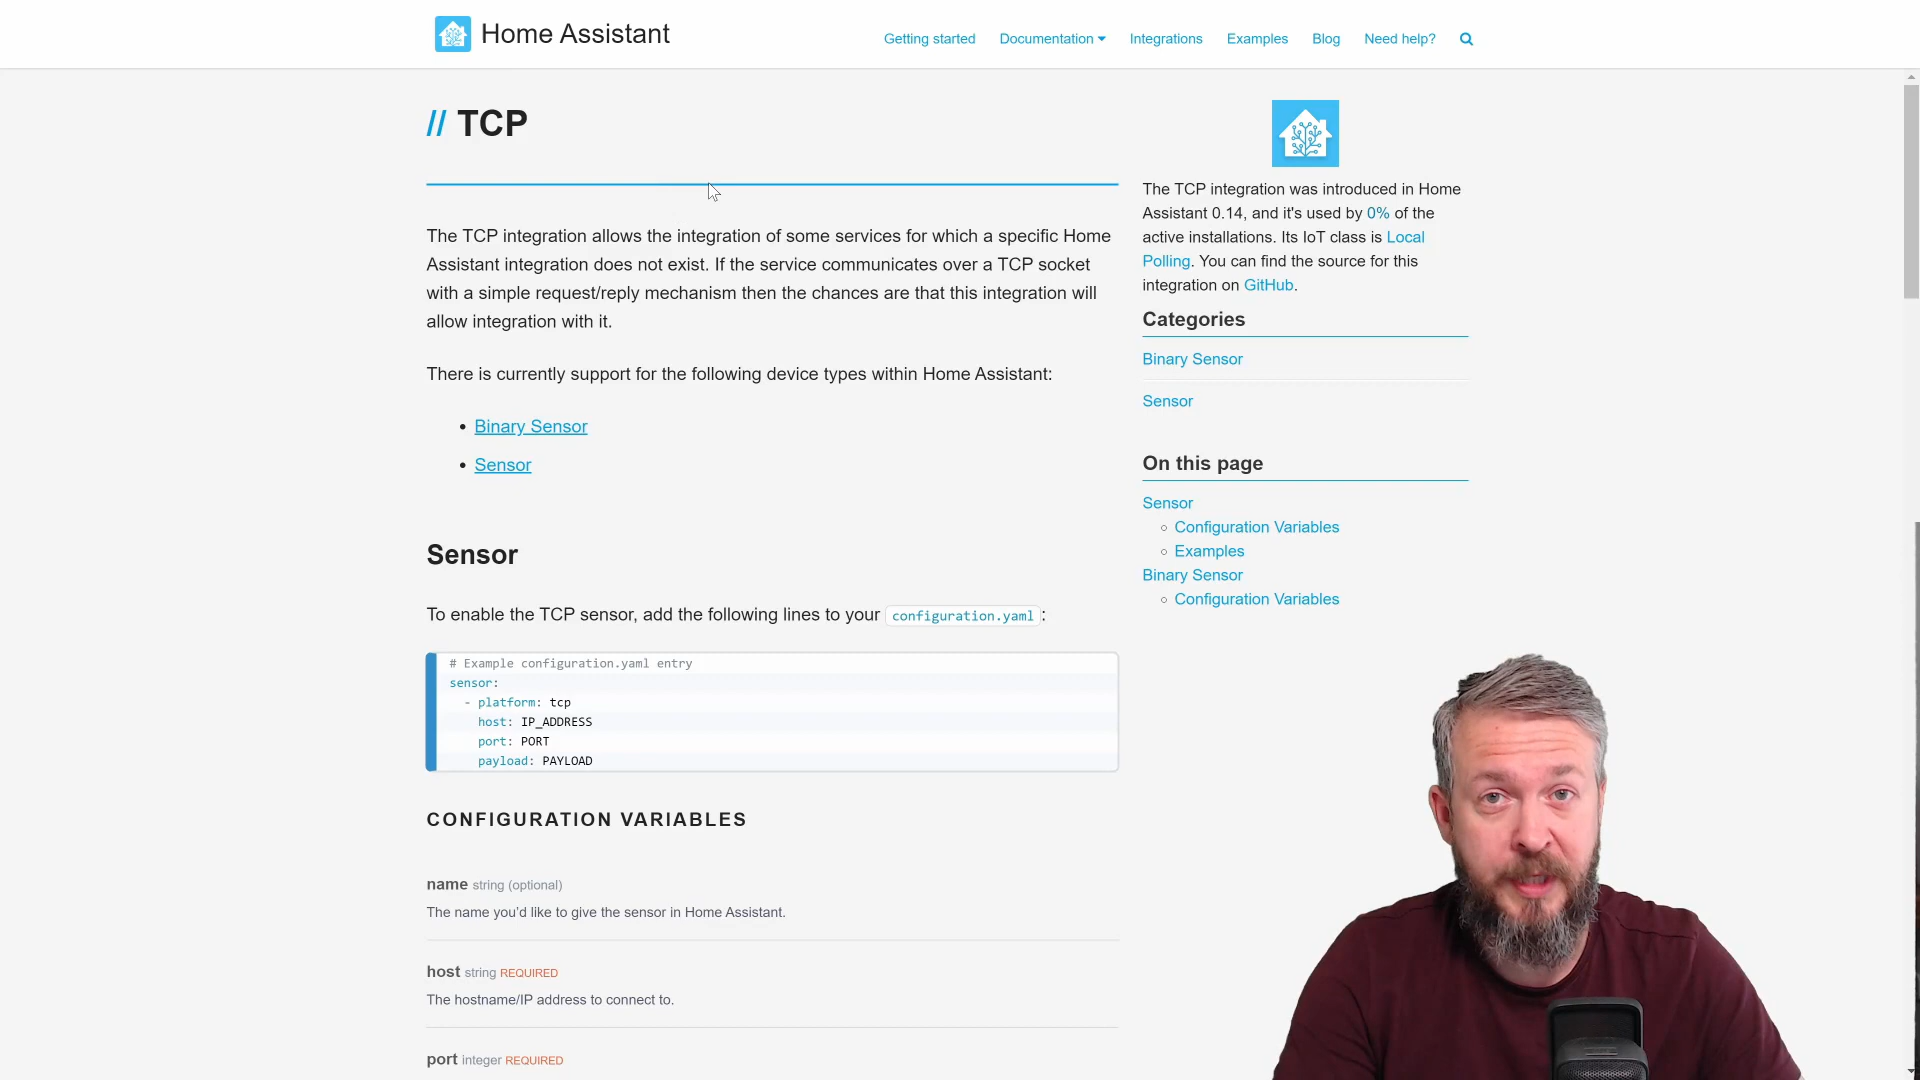 Home Assistant
Getting started Documentation Integrations Examples Blog Need help?
// TCP
The TCP integration allows the integration of some services for which a specific Home
Assistant integration does not exist. If the service communicates over a TCP socket
with a simple request/reply mechanism then the chances are that this integration will
allow integration with it.
There is currently support for the following device types within Home Assistant:
• Binary Sensor
• Sensor
Sensor
To enable the TCP sensor, add the following lines to your configuration.yaml:
# Example configuration.yaml entry
sensor:
- platform: tcp
host: IP_ADDRESS
port: PORT
payload: PAYLOAD
CONFIGURATION VARIABLES
name string (optional)
The name you'd like to give the sensor in Home Assistant.
host string REQUIRED
The hostname/IP address to connect to.
port integer REQUIRED
The TCP integration was introduced in Home
Assistant 0.14, and it's used by 0% of the
active installations. Its IoT class is Local
Polling. You can find the source for this
integration on GitHub.
Categories
Binary Sensor
Sensor
On this page
Sensor
Configuration Variables
Examples
Binary Sensor
Configuration Variables